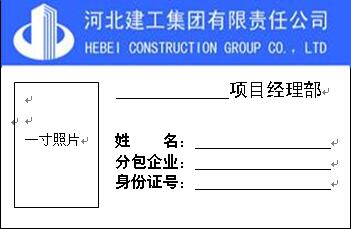 河北建工集团有限责任公司
HEBEI CONSTRUCTION GROUP CO., LTD
项目经理部
一寸照片
姓 名：
分包企业：
身份证号：